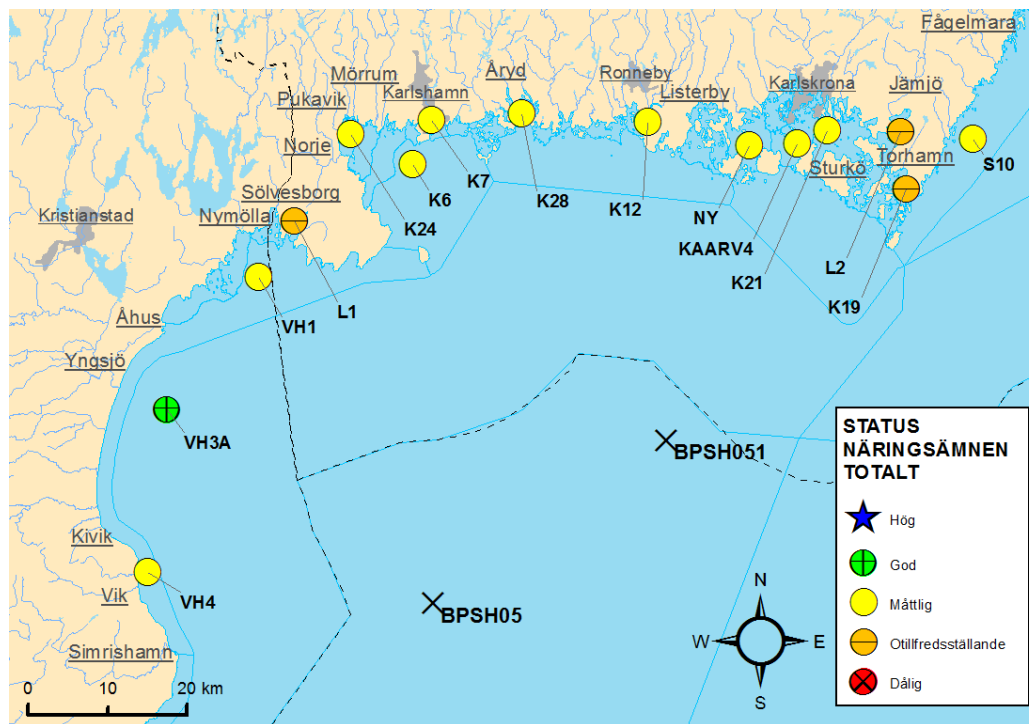 Fågelmara
Åryd
Ronneby
Mörrum
Karlshamn
Listerby
Karlskrona
Jämjö
Pukavik
Norje
Torhamn
S10
Sturkö
K7
K6
Sölvesborg
K28
K12
NY
Kristianstad
Nymölla
K24
KAARV4
L2
K21
K19
L1
VH1
Åhus
Yngsjö
VH3A
BPSH051
STATUS
NÄRINGSÄMNEN
TOTALT
Hög
God
Måttlig
Otillfredsställande
Dålig
Kivik
Vik
VH4
BPSH05
Simrishamn
N
W
E
S
0
10
20 km